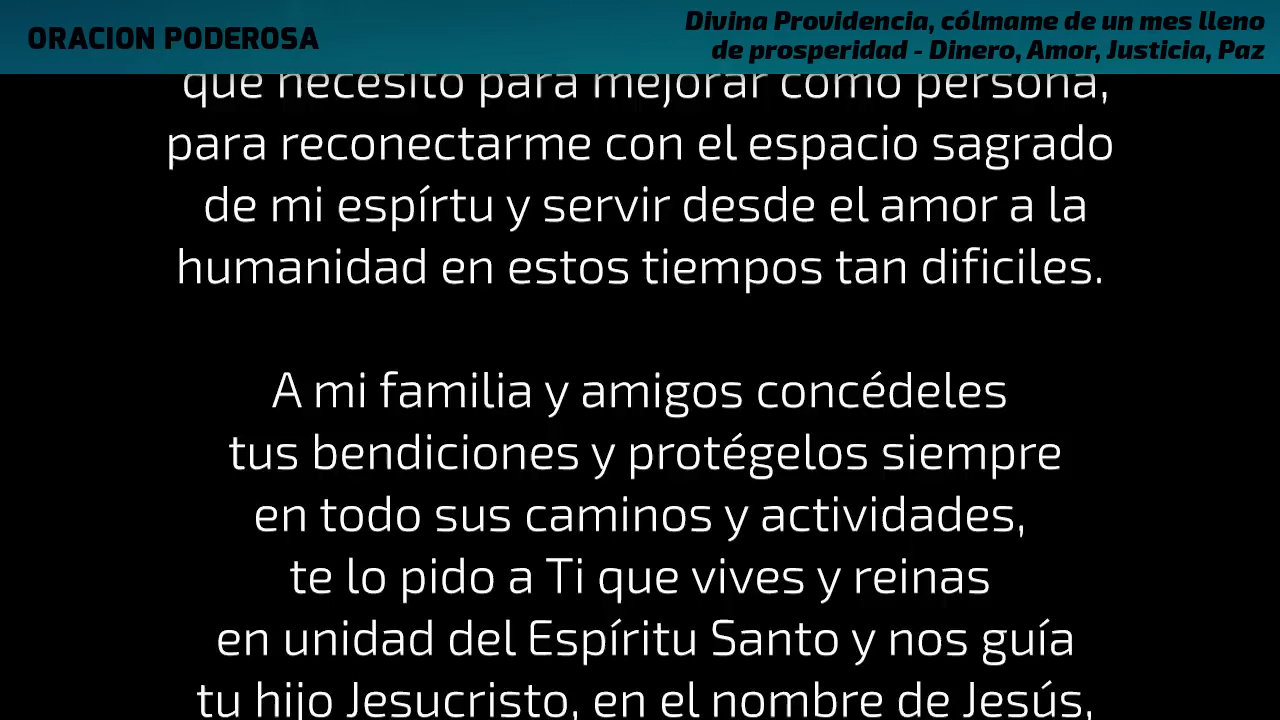 ORACION PODEROSA
Divina Providencia, cólmame de un mes lleno
de prosperidad - Dinero, Amor, Justicia, Paz
que necesito para mejorar como persona,
para reconectarme con el espacio sagrado
de mi espírtu y servir desde el amor a la
humanidad en estos tiempos tan dificiles.
A mi familia y amigos concédeles
tus bendiciones y protégelos siempre
en todo sus caminos y actividades,
te lo pido a Ti que vives y reinas
en unidad del Espíritu Santo y nos guía
tu hijo Jesucristo, en el nombre de Jesús,